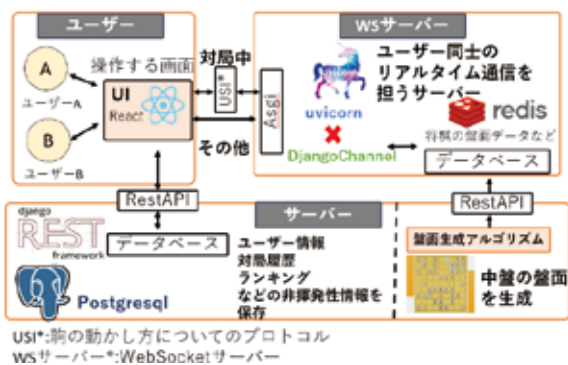 ユーザー
A
ユーザーA
B
ユーザーB
操作する画面
UI
React
対局中
USI*
その他
Asgi
WSサーバー
ユーザー同士の
リアルタイム通信を
担うサーバー
uvicorn
DjangoChannel
redis
将棋の盤面データなど
データベース
RestAPI
RestAPI
サーバー
django
REST
framework
データベース
Postgresql
ユーザー情報
対局履歴
ランキング
などの非揮発性情報を
保存
盤面生成アルゴリズム
中盤の盤面
を生成
USI*:駒の動かし方についてのプロトコル
WSサーバー*:WebSocketサーバー